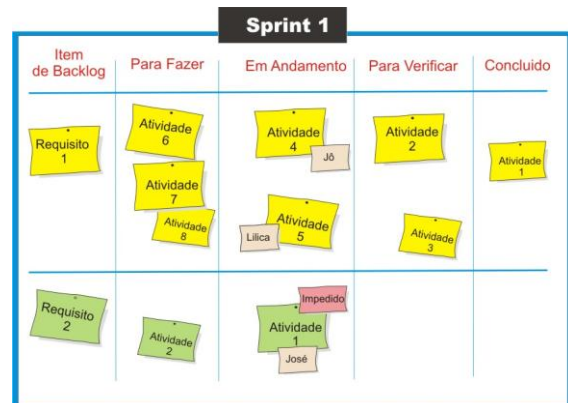 Sprint 1
Item
de Backlog
Para Fazer
Em Andamento
Para Verificar
Concluido
Requisito
1
Atividade
6
Atividade
7
Atividade
8
Atividade
4
Jô
Lilica
Atividade
5
Atividade
2
Atividade
3
Atividade
1
Requisito
2
Atividade
2
Impedido
Atividade
1
José